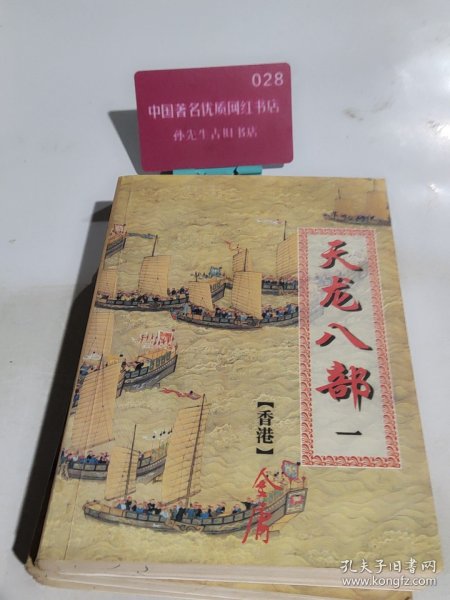 028
中国著名优质网红书店
孙先生古旧书店
天龙八部
一
【香港】
金庸
孔夫子旧书网
www.kongfz.com